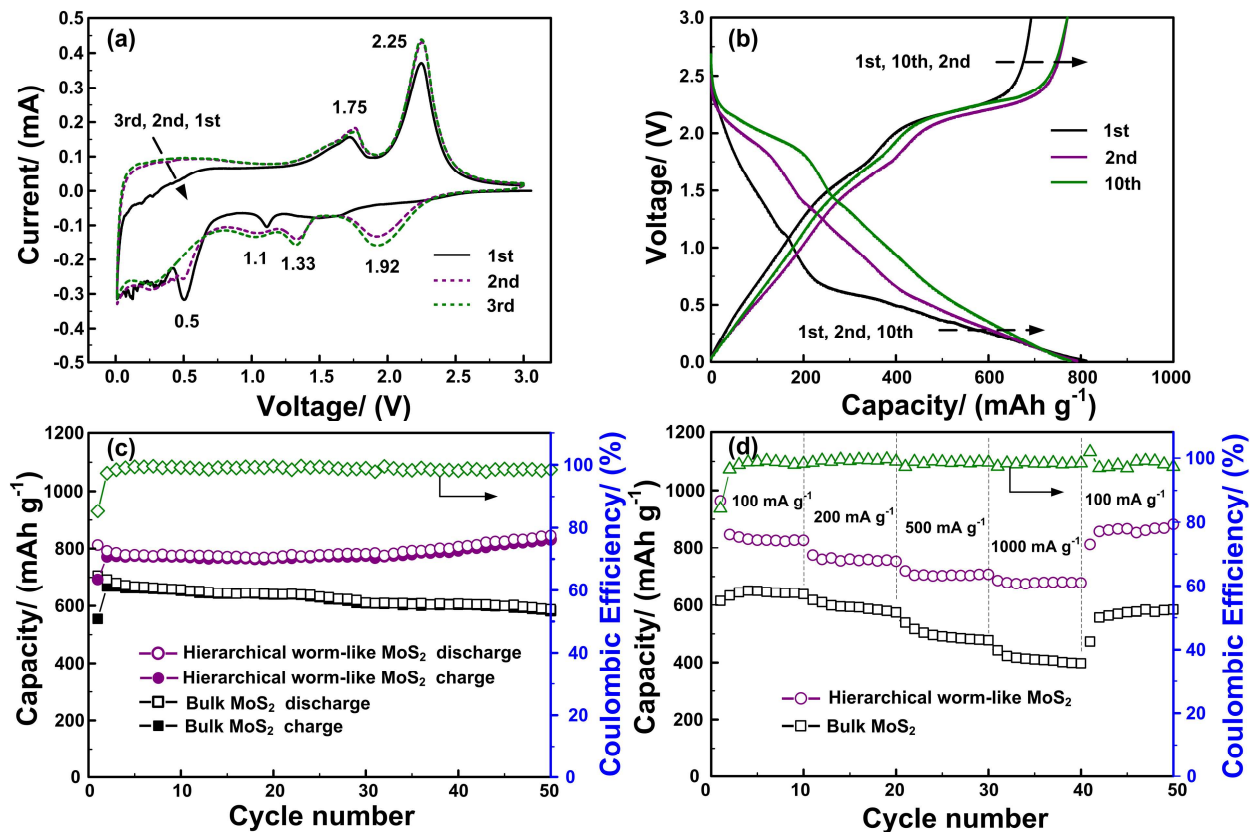 (a)
0.5
0.4
0.3
0.2
0.1
0.0
-0.1
-0.2
-0.3
-0.4
-0.5
Current/ (mA)
2.25
1.75
3rd, 2nd, 1st
1.1
1.33
1.92
0.5
1st
2nd
3rd
0.0 0.5 1.0 1.5 2.0 2.5 3.0
Voltage/ (V)
(b)
3.0
2.5
2.0
1.5
1.0
0.5
0.0
Voltage/ (V)
1st, 10th, 2nd
1st
2nd
10th
1st, 2nd, 10th
0 200 400 600 800 1000
Capacity/ (mAh g⁻¹)
(c)
1200
1000
800
600
400
200
0
Capacity/ (mAh g⁻¹)
Hierarchical worm-like MoS₂ discharge
Hierarchical worm-like MoS₂ charge
Bulk MoS₂ discharge
Bulk MoS₂ charge
100
80
60
40
20
0
Coulombic Efficiency/ (%)
0 10 20 30 40 50
Cycle number
(d)
1200
1000
800
600
400
200
0
Capacity/ (mAh g⁻¹)
100 mA g⁻¹
200 mA g⁻¹
500 mA g⁻¹
1000 mA g⁻¹
100 mA g⁻¹
Hierarchical worm-like MoS₂
Bulk MoS₂
100
80
60
40
20
0
Coulombic Efficiency/ (%)
0 10 20 30 40 50
Cycle number